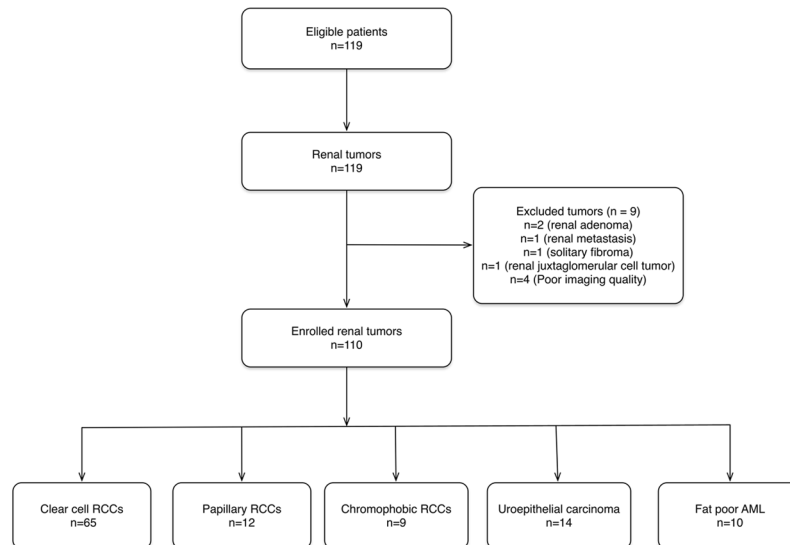 Eligible patients
n=119
Renal tumors
n=119
Excluded tumors (n = 9)
n=2 (renal adenoma)
n=1 (renal metastasis)
n=1 (solitary fibroma)
n=1 (renal juxtaglomerular cell tumor)
n=4 (Poor imaging quality)
Enrolled renal tumors
n=110
Clear cell RCCs
n=65
Papillary RCCs
n=12
Chromophobic RCCs
n=9
Uroepithelial carcinoma
n=14
Fat poor AML
n=10